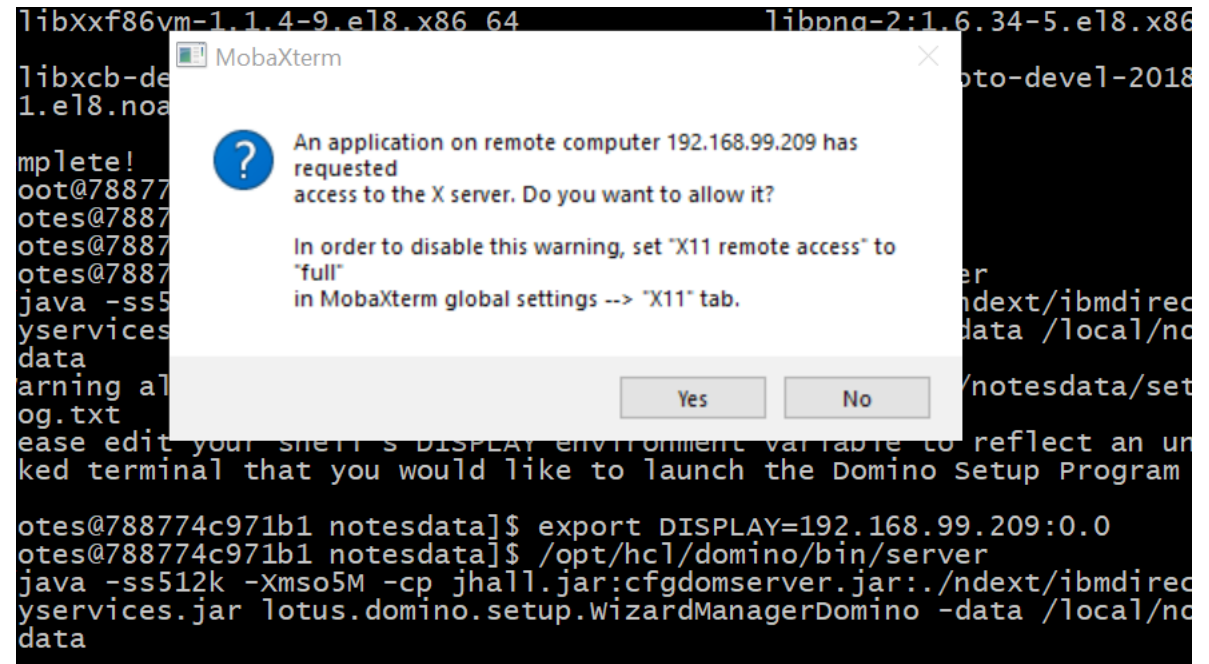 libXxf86vm-1.1.4-9.el8.x86_64 libpng-2:1.6.34-5.el8.x86
MobaXterm
libxcb-de oto-devel-2018
1.el8.noa
An application on remote computer 192.168.99.209 has
requested
access to the X server. Do you want to allow it?
In order to disable this warning, set "X11 remote access" to
"full"
in MobaXterm global settings --> "X11" tab.
Yes No
mplete!
oot@78877
otes@7887
otes@7887
otes@7887 er
java -ss5 ndext/ibmdirec
yservices data /local/no
data
arning al /notesdata/set
og.txt
ease edit your shell's DISPLAY environment variable to reflect an un
ked terminal that you would like to launch the Domino Setup Program
otes@788774c971b1 notesdata]$ export DISPLAY=192.168.99.209:0.0
otes@788774c971b1 notesdata]$ /opt/hcl/domino/bin/server
java -ss512k -Xmso5M -cp jhall.jar:cfgdomserver.jar:./ndext/ibmdirec
yservices.jar lotus.domino.setup.WizardManagerDomino -data /local/no
data